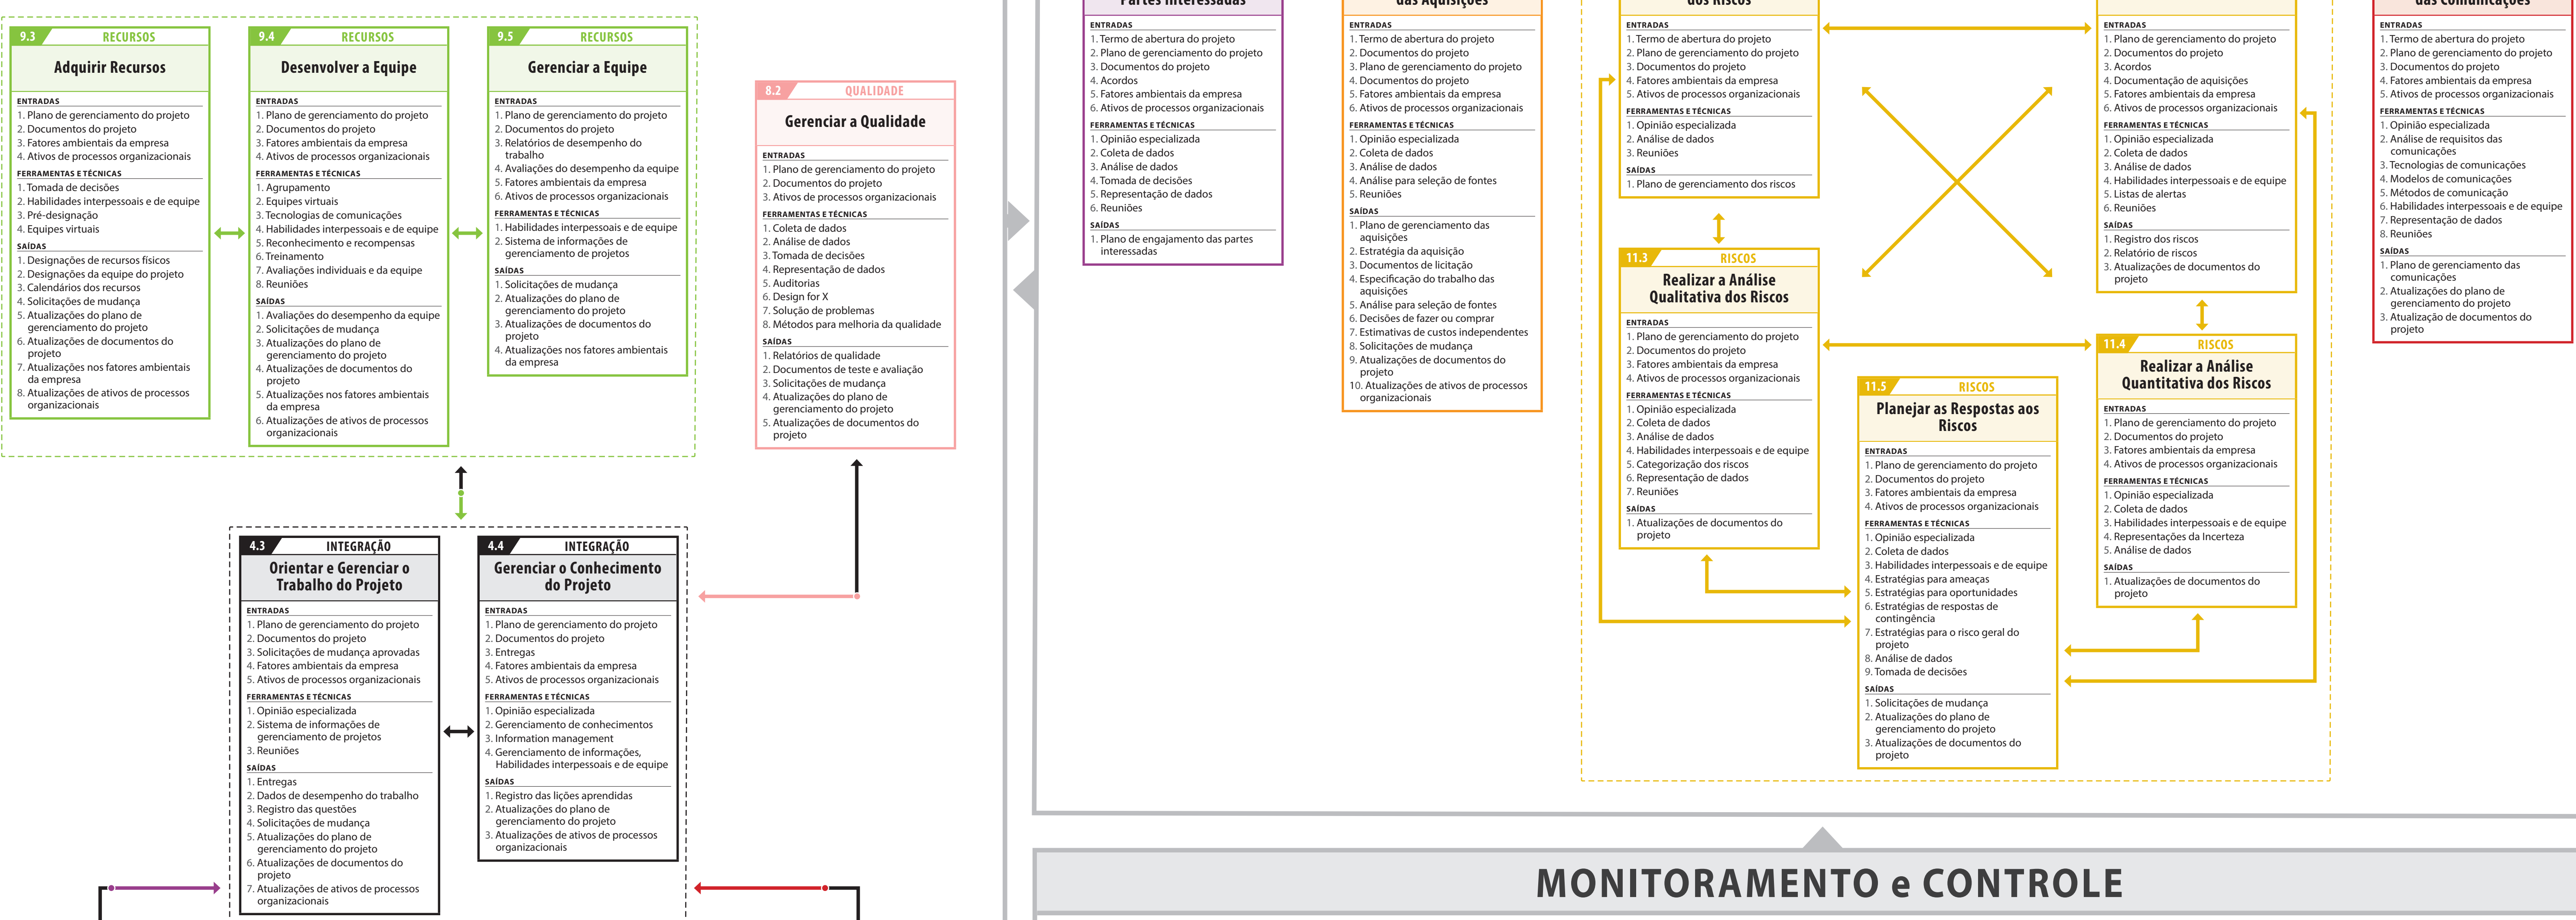 9.3 RECURSOS
Adquirir Recursos
ENTRADAS
1. Plano de gerenciamento do projeto
2. Documentos do projeto
3. Fatores ambientais da empresa
4. Ativos de processos organizacionais
FERRAMENTAS E TÉCNICAS
1. Tomada de decisões
2. Habilidades interpessoais e de equipe
3. Pré-designação
4. Equipes virtuais
SAÍDAS
1. Designações de recursos físicos
2. Designações da equipe do projeto
3. Calendários dos recursos
4. Solicitações de mudança
5. Atualizações do plano de
gerenciamento do projeto
6. Atualizações de documentos do
projeto
7. Atualizações nos fatores ambientais
da empresa
8. Atualizações de ativos de processos
organizacionais
9.4 RECURSOS
Desenvolver a Equipe
ENTRADAS
1. Plano de gerenciamento do projeto
2. Documentos do projeto
3. Fatores ambientais da empresa
4. Ativos de processos organizacionais
FERRAMENTAS E TÉCNICAS
1. Agrupamento
2. Equipes virtuais
3. Tecnologias de comunicações
4. Habilidades interpessoais e de equipe
5. Reconhecimento e recompensas
6. Treinamento
7. Avaliações individuais e da equipe
8. Reuniões
SAÍDAS
1. Avaliações do desempenho da equipe
2. Solicitações de mudança
3. Atualizações do plano de
gerenciamento do projeto
4. Atualizações de documentos do
projeto
5. Atualizações nos fatores ambientais
da empresa
6. Atualizações de ativos de processos
organizacionais
9.5 RECURSOS
Gerenciar a Equipe
ENTRADAS
1. Plano de gerenciamento do projeto
2. Documentos do projeto
3. Relatórios de desempenho do
trabalho
4. Avaliações do desempenho da equipe
5. Fatores ambientais da empresa
6. Ativos de processos organizacionais
FERRAMENTAS E TÉCNICAS
1. Habilidades interpessoais e de equipe
2. Sistema de informações de
gerenciamento de projetos
SAÍDAS
1. Solicitações de mudança
2. Atualizações do plano de
gerenciamento do projeto
3. Atualizações de documentos do
projeto
4. Atualizações nos fatores ambientais
da empresa
8.2 QUALIDADE
Gerenciar a Qualidade
ENTRADAS
1. Plano de gerenciamento do projeto
2. Documentos do projeto
3. Ativos de processos organizacionais
FERRAMENTAS E TÉCNICAS
1. Coleta de dados
2. Análise de dados
3. Tomada de decisões
4. Representação de dados
5. Auditorias
6. Design for X
7. Solução de problemas
8. Métodos para melhoria da qualidade
SAÍDAS
1. Relatórios de qualidade
2. Documentos de teste e avaliação
3. Solicitações de mudança
4. Atualizações do plano de
gerenciamento do projeto
5. Atualizações de documentos do
projeto
4.3 INTEGRAÇÃO
Orientar e Gerenciar o
Trabalho do Projeto
ENTRADAS
1. Plano de gerenciamento do projeto
2. Documentos do projeto
3. Solicitações de mudança aprovadas
4. Fatores ambientais da empresa
5. Ativos de processos organizacionais
FERRAMENTAS E TÉCNICAS
1. Opinião especializada
2. Sistema de informações de
gerenciamento de projetos
3. Reuniões
SAÍDAS
1. Entregas
2. Dados de desempenho do trabalho
3. Registro das questões
4. Solicitações de mudança
5. Atualizações do plano de
gerenciamento do projeto
6. Atualizações de documentos do
projeto
7. Atualizações de ativos de processos
organizacionais
4.4 INTEGRAÇÃO
Gerenciar o Conhecimento
do Projeto
ENTRADAS
1. Plano de gerenciamento do projeto
2. Documentos do projeto
3. Entregas
4. Fatores ambientais da empresa
5. Ativos de processos organizacionais
FERRAMENTAS E TÉCNICAS
1. Opinião especializada
2. Gerenciamento de conhecimentos
3. Information management
4. Gerenciamento de informações,
Habilidades interpessoais e de equipe
SAÍDAS
1. Registro das lições aprendidas
2. Atualizações do plano de
gerenciamento do projeto
3. Atualizações de ativos de processos
organizacionais
Partes Interessadas
ENTRADAS
1. Termo de abertura do projeto
2. Plano de gerenciamento do projeto
3. Documentos do projeto
4. Acordos
5. Fatores ambientais da empresa
6. Ativos de processos organizacionais
FERRAMENTAS E TÉCNICAS
1. Opinião especializada
2. Coleta de dados
3. Análise de dados
4. Tomada de decisões
5. Representação de dados
6. Reuniões
SAÍDAS
1. Plano de engajamento das partes
interessadas
das Aquisições
ENTRADAS
1. Termo de abertura do projeto
2. Documentos do projeto
3. Plano de gerenciamento do projeto
4. Documentos do projeto
5. Fatores ambientais da empresa
6. Ativos de processos organizacionais
FERRAMENTAS E TÉCNICAS
1. Opinião especializada
2. Coleta de dados
3. Análise de dados
4. Análise para seleção de fontes
5. Reuniões
SAÍDAS
1. Plano de gerenciamento das
aquisições
2. Estratégia da aquisição
3. Documentos de licitação
4. Especificação do trabalho das
aquisições
5. Análise para seleção de fontes
6. Decisões de fazer ou comprar
7. Estimativas de custos independentes
8. Solicitações de mudança
9. Atualizações de documentos do
projeto
10. Atualizações de ativos de processos
organizacionais
dos Riscos
ENTRADAS
1. Termo de abertura do projeto
2. Plano de gerenciamento do projeto
3. Documentos do projeto
4. Fatores ambientais da empresa
5. Ativos de processos organizacionais
FERRAMENTAS E TÉCNICAS
1. Opinião especializada
2. Análise de dados
3. Reuniões
SAÍDAS
1. Plano de gerenciamento dos riscos
11.3 RISCOS
Realizar a Análise
Qualitativa dos Riscos
ENTRADAS
1. Plano de gerenciamento do projeto
2. Documentos do projeto
3. Fatores ambientais da empresa
4. Ativos de processos organizacionais
FERRAMENTAS E TÉCNICAS
1. Opinião especializada
2. Coleta de dados
3. Análise de dados
4. Habilidades interpessoais e de equipe
5. Categorização dos riscos
6. Representação de dados
7. Reuniões
SAÍDAS
1. Atualizações de documentos do
projeto
11.5 RISCOS
Planejar as Respostas aos
Riscos
ENTRADAS
1. Plano de gerenciamento do projeto
2. Documentos do projeto
3. Fatores ambientais da empresa
4. Ativos de processos organizacionais
FERRAMENTAS E TÉCNICAS
1. Opinião especializada
2. Coleta de dados
3. Habilidades interpessoais e de equipe
4. Estratégias para ameaças
5. Estratégias para oportunidades
6. Estratégias de respostas de
contingência
7. Estratégias para o risco geral do
projeto
8. Análise de dados
9. Tomada de decisões
SAÍDAS
1. Solicitações de mudança
2. Atualizações do plano de
gerenciamento do projeto
3. Atualizações de documentos do
projeto
ENTRADAS
1. Plano de gerenciamento do projeto
2. Documentos do projeto
3. Acordos
4. Documentação de aquisições
5. Fatores ambientais da empresa
6. Ativos de processos organizacionais
FERRAMENTAS E TÉCNICAS
1. Opinião especializada
2. Coleta de dados
3. Análise de dados
4. Habilidades interpessoais e de equipe
5. Listas de alertas
6. Reuniões
SAÍDAS
1. Registro dos riscos
2. Relatório de riscos
3. Atualizações de documentos do
projeto
11.4 RISCOS
Realizar a Análise
Quantitativa dos Riscos
ENTRADAS
1. Plano de gerenciamento do projeto
2. Documentos do projeto
3. Fatores ambientais da empresa
4. Ativos de processos organizacionais
FERRAMENTAS E TÉCNICAS
1. Opinião especializada
2. Coleta de dados
3. Habilidades interpessoais e de equipe
4. Representações da Incerteza
5. Análise de dados
SAÍDAS
1. Atualizações de documentos do
projeto
das Comunicações
ENTRADAS
1. Termo de abertura do projeto
2. Plano de gerenciamento do projeto
3. Documentos do projeto
4. Fatores ambientais da empresa
5. Ativos de processos organizacionais
FERRAMENTAS E TÉCNICAS
1. Opinião especializada
2. Análise de requisitos das
comunicações
3. Tecnologias de comunicações
4. Modelos de comunicações
5. Métodos de comunicação
6. Habilidades interpessoais e de equipe
7. Representação de dados
8. Reuniões
SAÍDAS
1. Plano de gerenciamento das
comunicações
2. Atualizações do plano de
gerenciamento do projeto
3. Atualização de documentos do
projeto
MONITORAMENTO e CONTROLE